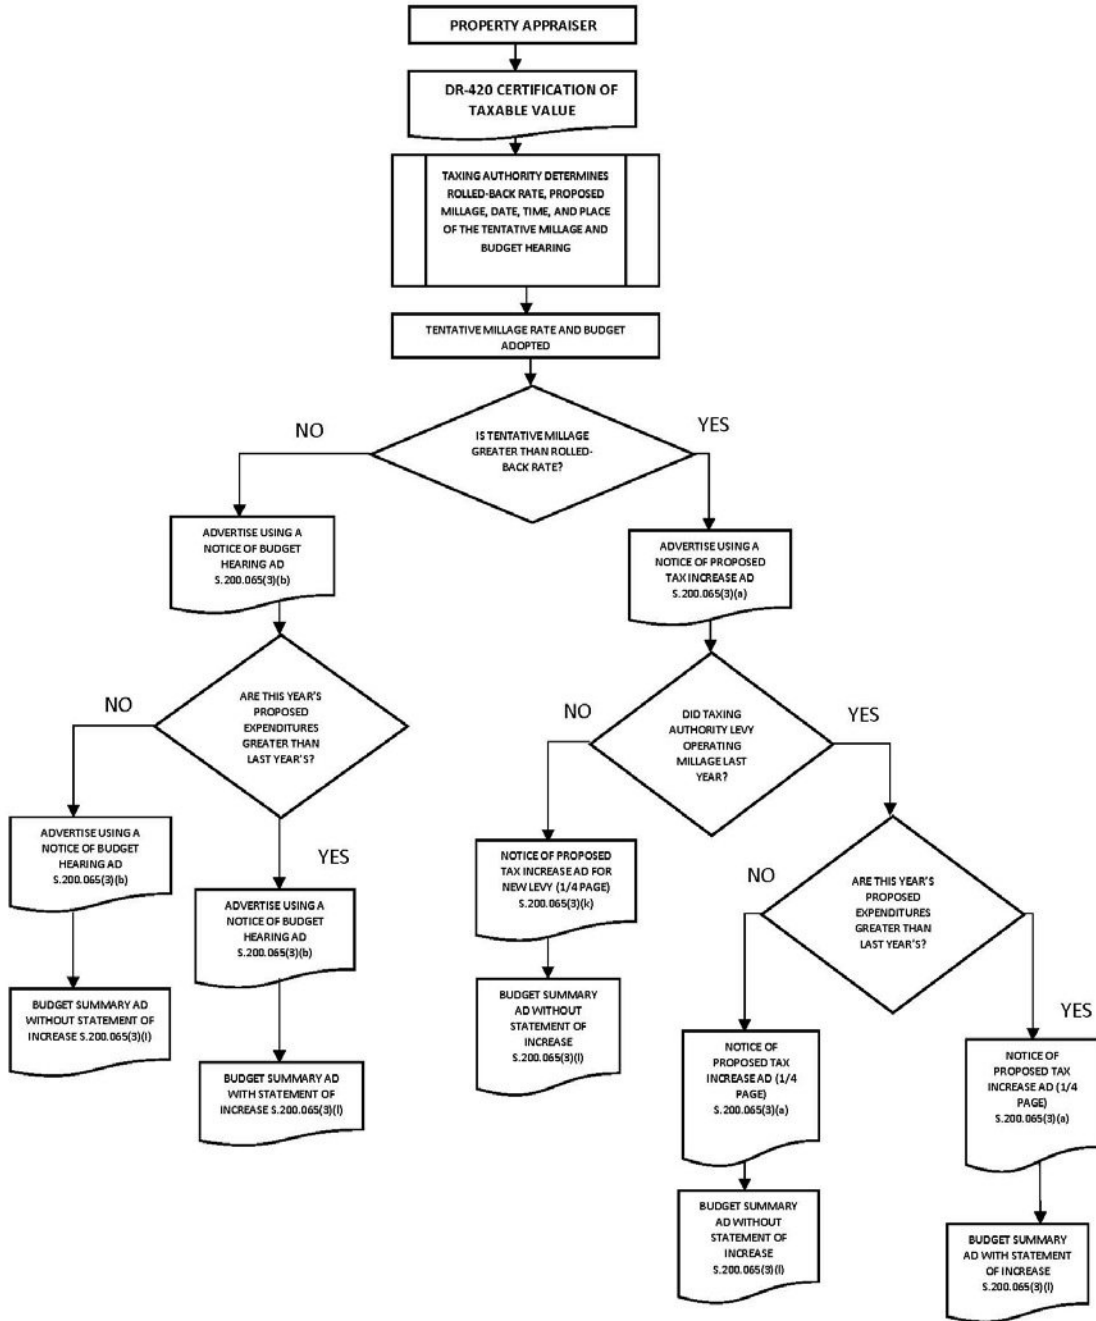 PROPERTY APPRAISER
DR-420 CERTIFICATION OF
TAXABLE VALUE
TAXING AUTHORITY DETERMINES
ROLLED-BACK RATE, PROPOSED
MILLAGE, DATE, TIME, AND PLACE
OF THE TENTATIVE MILLAGE AND
BUDGET HEARING
TENTATIVE MILLAGE RATE AND BUDGET
ADOPTED
IS TENTATIVE MILLAGE
GREATER THAN ROLLED-
BACK RATE?
NO
YES
ADVERTISE USING A
NOTICE OF BUDGET
HEARING AD
S.200.065(3)(b)
ARE THIS YEAR'S
PROPOSED
EXPENDITURES
GREATER THAN
LAST YEAR'S?
NO
YES
ADVERTISE USING A
NOTICE OF BUDGET
HEARING AD
S.200.065(3)(b)
BUDGET SUMMARY AD
WITHOUT STATEMENT OF
INCREASE S.200.065(3)(l)
ADVERTISE USING A
NOTICE OF BUDGET
HEARING AD
S.200.065(3)(b)
BUDGET SUMMARY AD
WITH STATEMENT OF
INCREASE S.200.065(3)(l)
ADVERTISE USING A
NOTICE OF PROPOSED
TAX INCREASE AD
S.200.065(3)(a)
DID TAXING
AUTHORITY LEVY
OPERATING
MILLAGE LAST
YEAR?
NO
YES
NOTICE OF PROPOSED
TAX INCREASE AD FOR
NEW LEVY (1/4 PAGE)
S.200.065(3)(k)
BUDGET SUMMARY
AD WITHOUT
STATEMENT OF
INCREASE
S.200.065(3)(l)
ARE THIS YEAR'S
PROPOSED
EXPENDITURES
GREATER THAN
LAST YEAR'S?
NO
YES
NOTICE OF
PROPOSED TAX
INCREASE AD (1/4
PAGE)
S.200.065(3)(a)
BUDGET SUMMARY
AD WITHOUT
STATEMENT OF
INCREASE
S.200.065(3)(l)
NOTICE OF
PROPOSED TAX
INCREASE AD (1/4
PAGE)
S.200.065(3)(a)
BUDGET SUMMARY
AD WITH STATEMENT
OF INCREASE
S.200.065(3)(l)